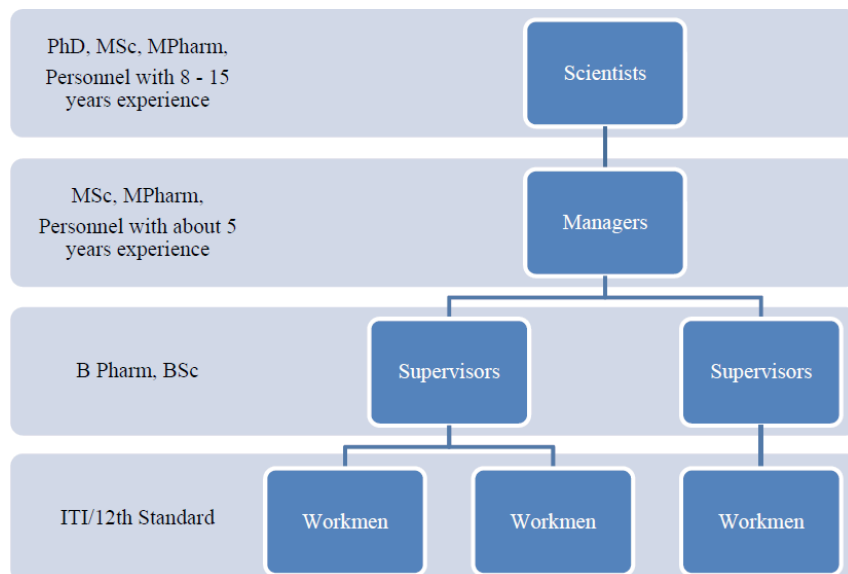 PhD, MSc, MPharm,
Personnel with 8 - 15
years experience
Scientists
MSc, MPharm,
Personnel with about 5
years experience
Managers
B Pharm, BSc
Supervisors
Supervisors
ITI/12th Standard
Workmen
Workmen
Workmen